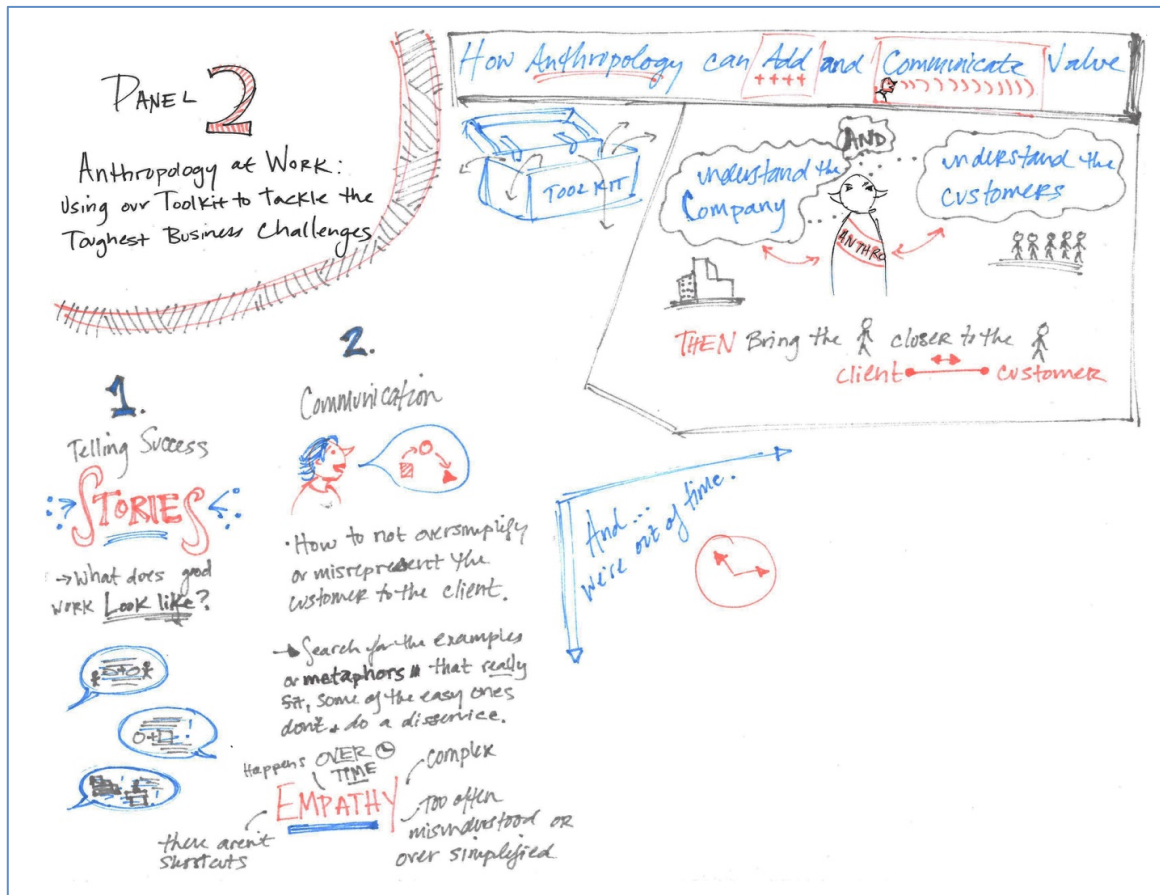 PANEL 2
Anthropology at Work:
Using our Toolkit to Tackle the
Toughest Business Challenges
How Anthropology can Add and Communicate Value
++++
TOOLKIT
understand the
Company
AND
understand the
customers
ANTHRO
THEN Bring the closer to the
client customer
1.
Telling Success
STORIES
→What does good
work Look like?
2.
Communication
·How to not oversimplify
or misrepresent the
customer to the client.
→Search for the examples
or metaphors that really
fit, some of the easy ones
don't + do a disservice.
Happens OVER
TIME
EMPATHY
complex
too often
misunderstood or
over simplified
there aren't
shortcuts
And...
we're out of time.